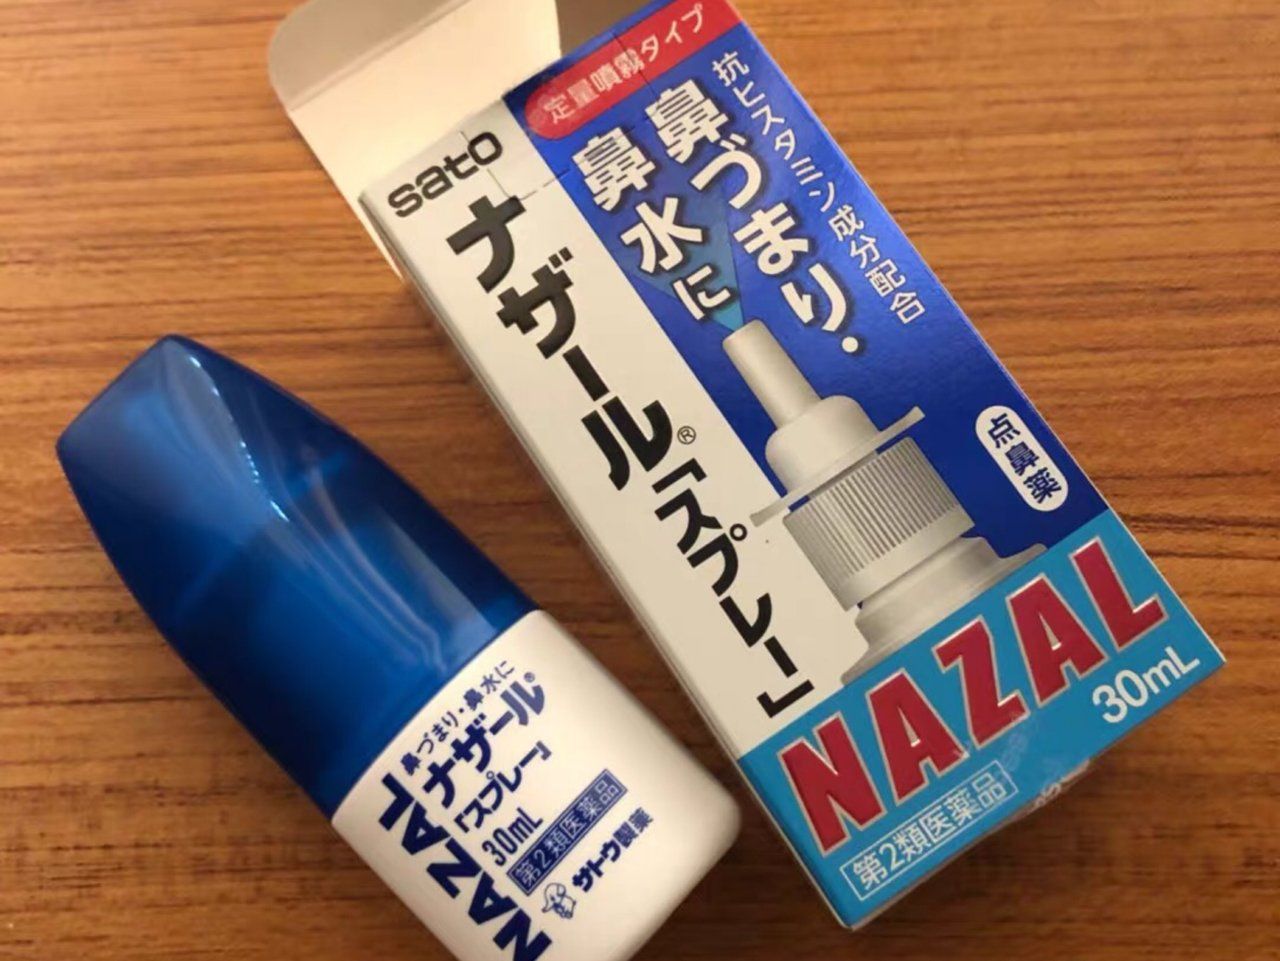 定量噴霧タイプ
抗ヒスタミン成分配合
鼻づまり・
鼻水に
sato
ナザール®「スプレー」
点鼻薬
NAZAL
30mL
第2類医薬品
鼻づまり・鼻水に
ナザール®
「スプレー」
30mL
第2類医薬品
サトウ製薬
NAZAL